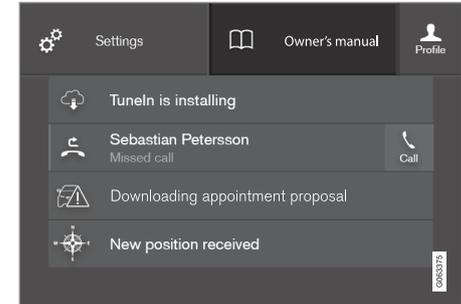 Settings
Owner's manual
Profile
TuneIn is installing
Sebastian Petersson
Missed call
Call
Downloading appointment proposal
New position received
G063375